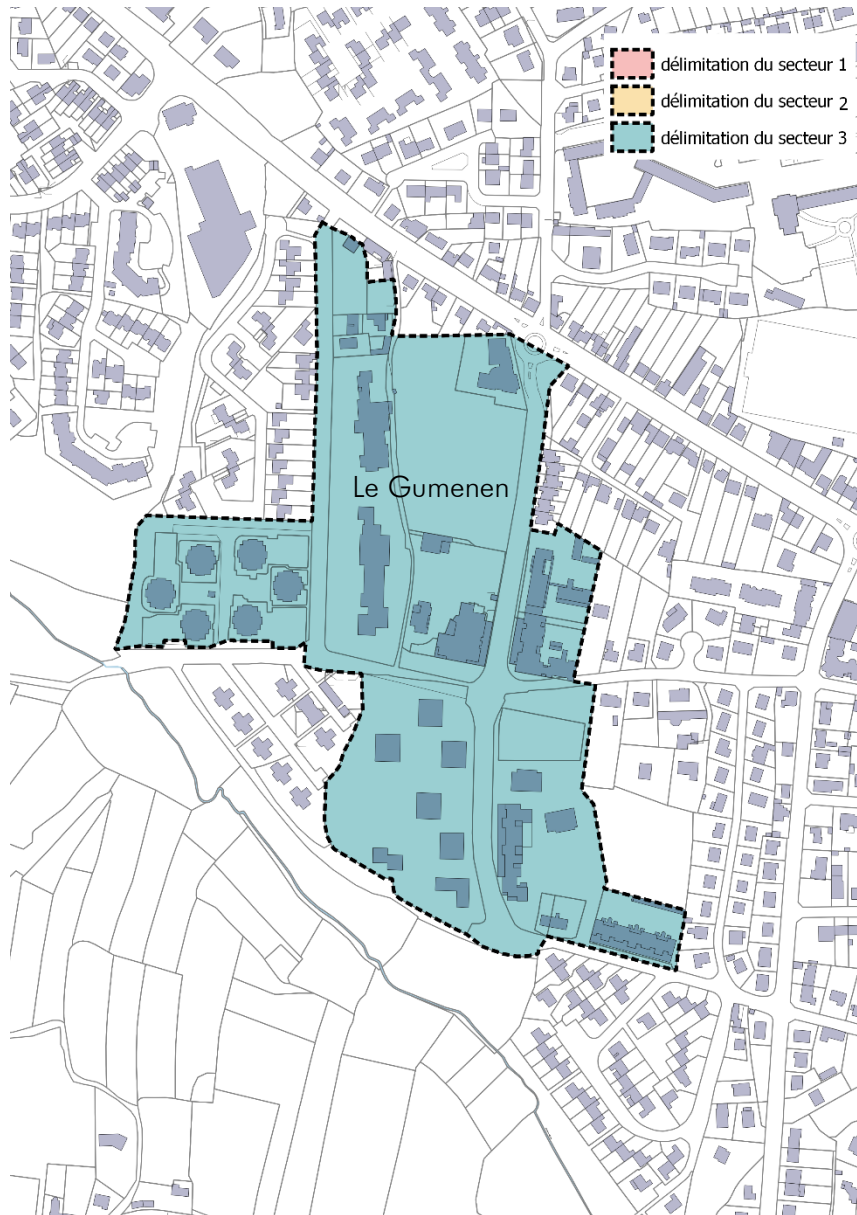 délimitation du secteur 1
délimitation du secteur 2
délimitation du secteur 3
Le Gumenen